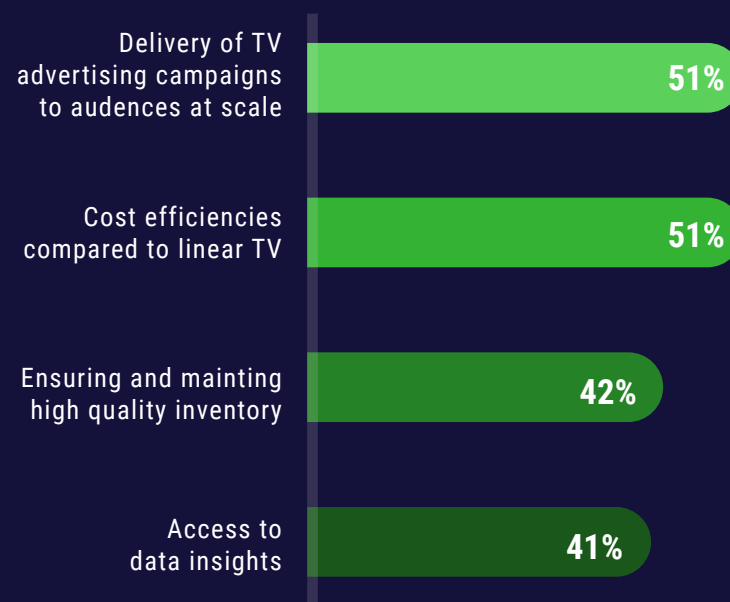 Delivery of TV
advertising campaigns
to audences at scale
51%
Cost efficiencies
compared to linear TV
51%
Ensuring and mainting
high quality inventory
42%
Access to
data insights
41%